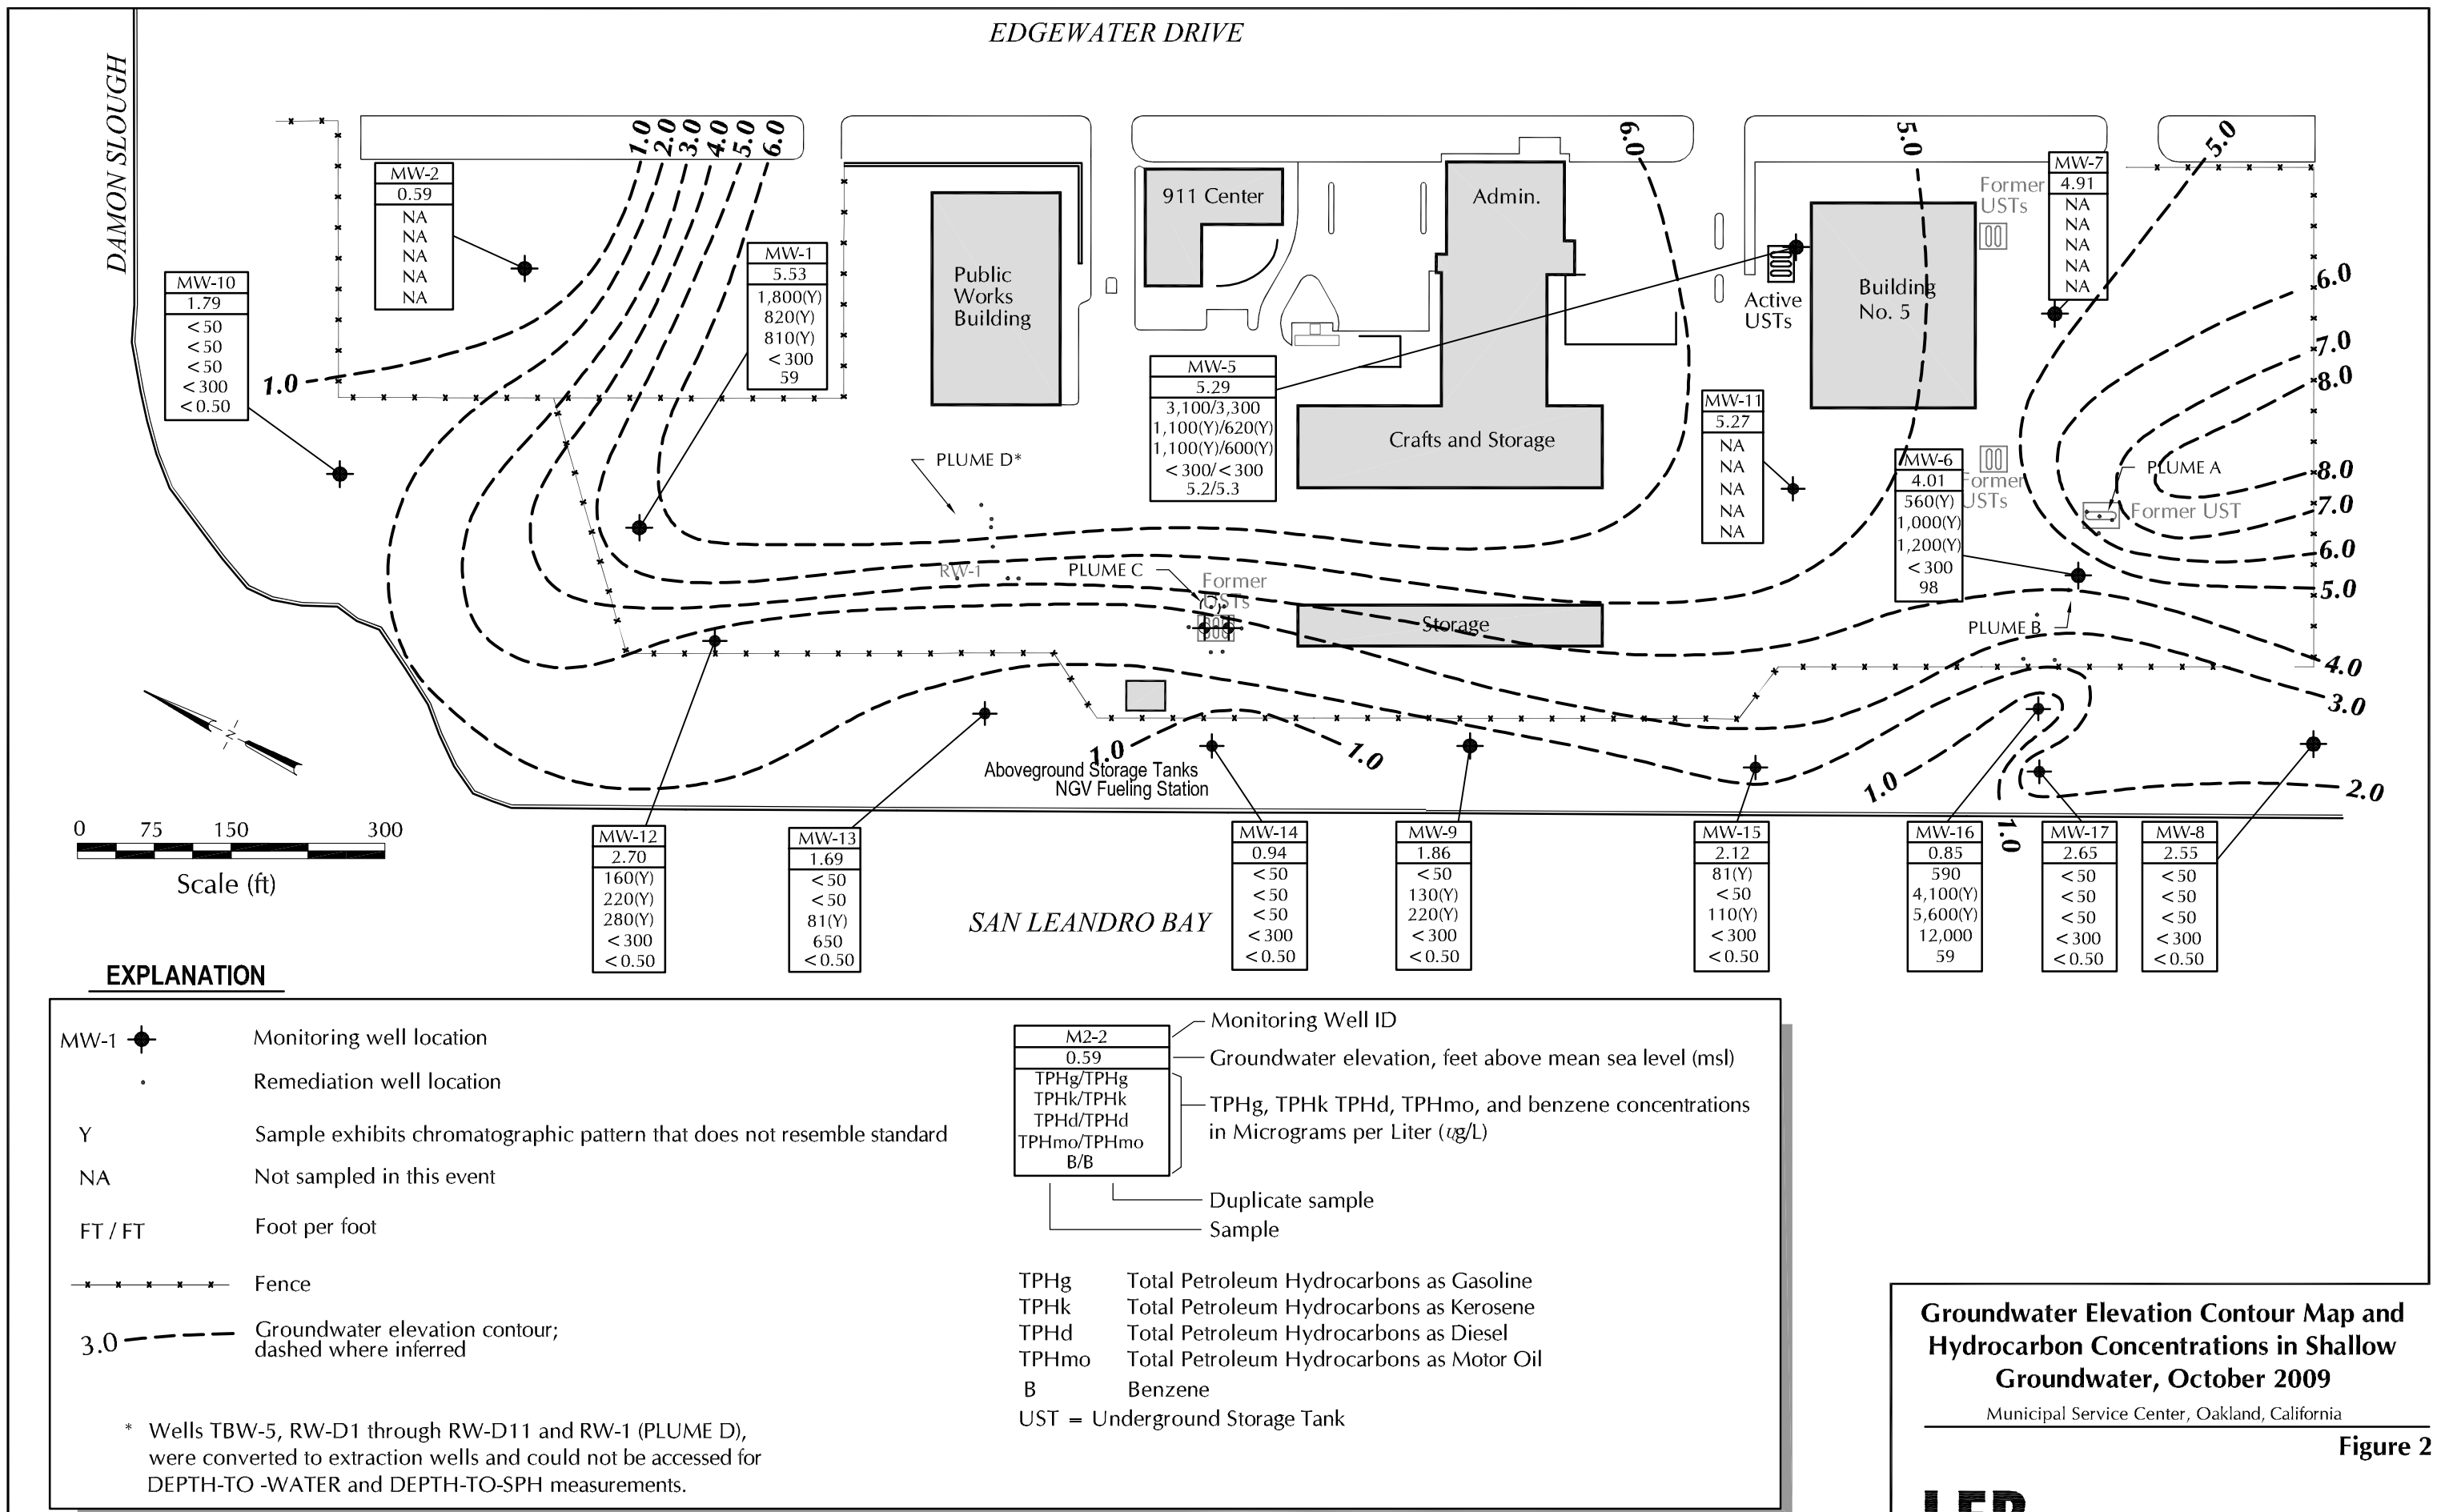 EDGEWATER DRIVE
DAMON SLOUGH
1.0
2.0
3.0
4.0
5.0
6.0
6.0
5.0
5.0
MW-2
0.59
NA
NA
NA
NA
NA
MW-10
1.79
<50
<50
<50
<300
<0.50
1.0
MW-1
5.53
1,800(Y)
820(Y)
810(Y)
<300
59
Public
Works
Building
911 Center
Admin.
Crafts and Storage
MW-5
5.29
3,100/3,300
1,100(Y)/620(Y)
1,100(Y)/600(Y)
<300/<300
5.2/5.3
Active
USTs
Building
No. 5
Former
USTs
MW-7
4.91
NA
NA
NA
NA
NA
6.0
7.0
8.0
MW-11
5.27
NA
NA
NA
NA
NA
MW-6
4.01
560(Y)
1,000(Y)
1,200(Y)
<300
98
Former
USTs
PLUME A
Former UST
8.0
7.0
6.0
5.0
PLUME D*
RW-1
PLUME C
Former
USTs
Storage
PLUME B
4.0
3.0
2.0
1.0
1.0
1.0
1.0
Aboveground Storage Tanks
NGV Fueling Station
N
0 75 150 300
Scale (ft)
SAN LEANDRO BAY
MW-12
2.70
160(Y)
220(Y)
280(Y)
<300
<0.50
MW-13
1.69
<50
<50
81(Y)
650
<0.50
MW-14
0.94
<50
<50
<50
<300
<0.50
MW-9
1.86
<50
130(Y)
220(Y)
<300
<0.50
MW-15
2.12
81(Y)
<50
110(Y)
<300
<0.50
MW-16
0.85
590
4,100(Y)
5,600(Y)
12,000
59
MW-17
2.65
<50
<50
<50
<300
<0.50
MW-8
2.55
<50
<50
<50
<300
<0.50
EXPLANATION
MW-1 Monitoring well location
Remediation well location
Y Sample exhibits chromatographic pattern that does not resemble standard
NA Not sampled in this event
FT / FT Foot per foot
Fence
3.0 Groundwater elevation contour;
dashed where inferred
* Wells TBW-5, RW-D1 through RW-D11 and RW-1 (PLUME D),
were converted to extraction wells and could not be accessed for
DEPTH-TO -WATER and DEPTH-TO-SPH measurements.
M2-2
0.59
TPHg/TPHg
TPHk/TPHk
TPHd/TPHd
TPHmo/TPHmo
B/B
Monitoring Well ID
Groundwater elevation, feet above mean sea level (msl)
TPHg, TPHk TPHd, TPHmo, and benzene concentrations
in Micrograms per Liter (ug/L)
Duplicate sample
Sample
TPHg Total Petroleum Hydrocarbons as Gasoline
TPHk Total Petroleum Hydrocarbons as Kerosene
TPHd Total Petroleum Hydrocarbons as Diesel
TPHmo Total Petroleum Hydrocarbons as Motor Oil
B Benzene
UST = Underground Storage Tank
Groundwater Elevation Contour Map and
Hydrocarbon Concentrations in Shallow
Groundwater, October 2009
Municipal Service Center, Oakland, California
Figure 2